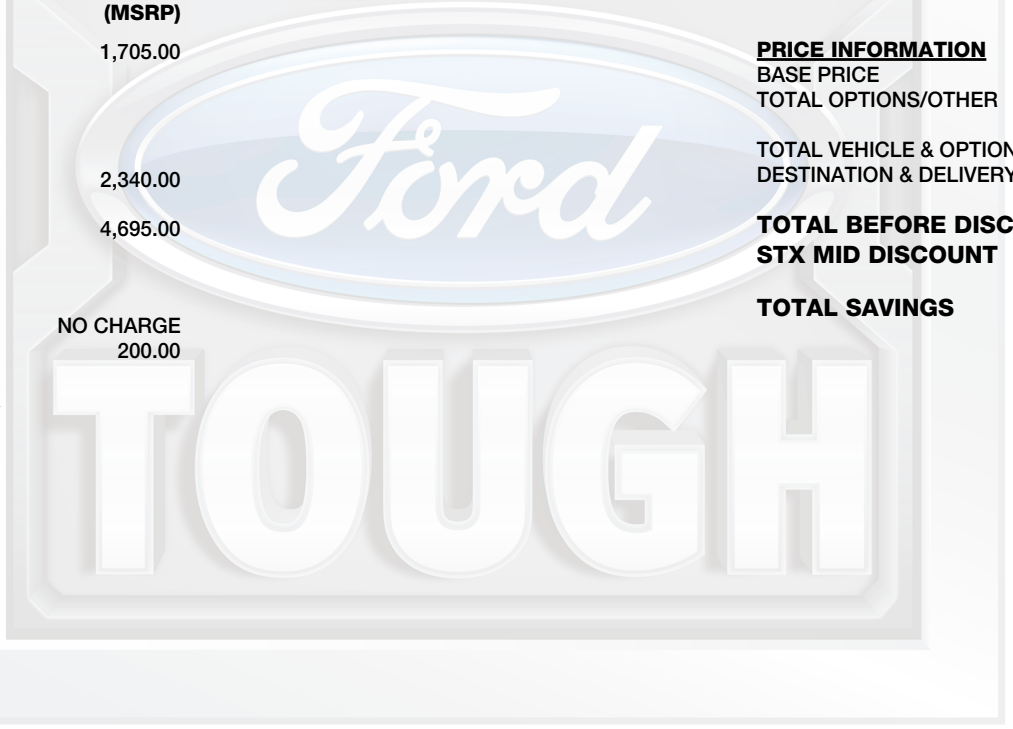 (MSRP)
1,705.00
2,340.00
4,695.00
NO CHARGE
200.00
PRICE INFORMATION
BASE PRICE
TOTAL OPTIONS/OTHER
TOTAL VEHICLE & OPTION
DESTINATION & DELIVERY
TOTAL BEFORE DISC
STX MID DISCOUNT
TOTAL SAVINGS
Ford
TOUGH